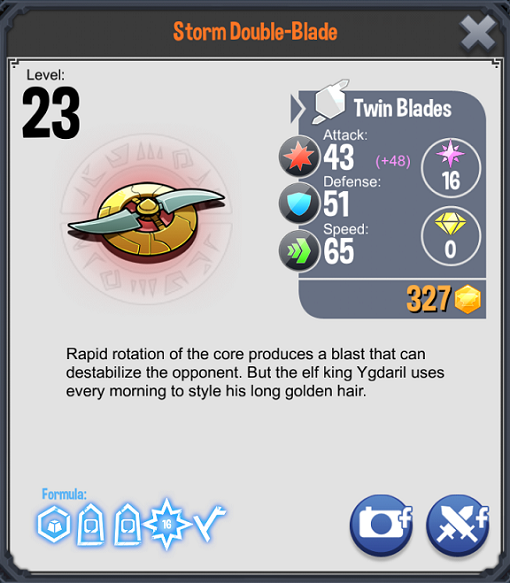 Storm Double-Blade
Level:
23
Twin Blades
Attack:
43 (+48)
16
Defense:
51
Speed:
65
0
327
Rapid rotation of the core produces a blast that can
destabilize the opponent. But the elf king Ygdaril uses
every morning to style his long golden hair.
Formula:
16
f
f